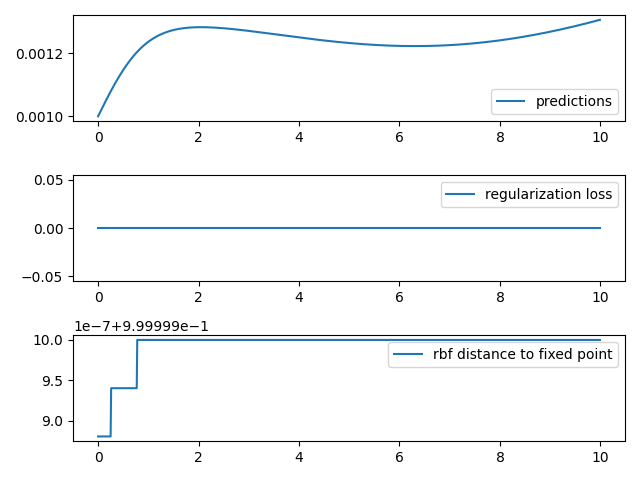 0.0012
0.0010
predictions
0 2 4 6 8 10
0.05
0.00
−0.05
regularization loss
0 2 4 6 8 10
1e-7+9.99999e-1
10.0
9.5
9.0
rbf distance to fixed point
0 2 4 6 8 10